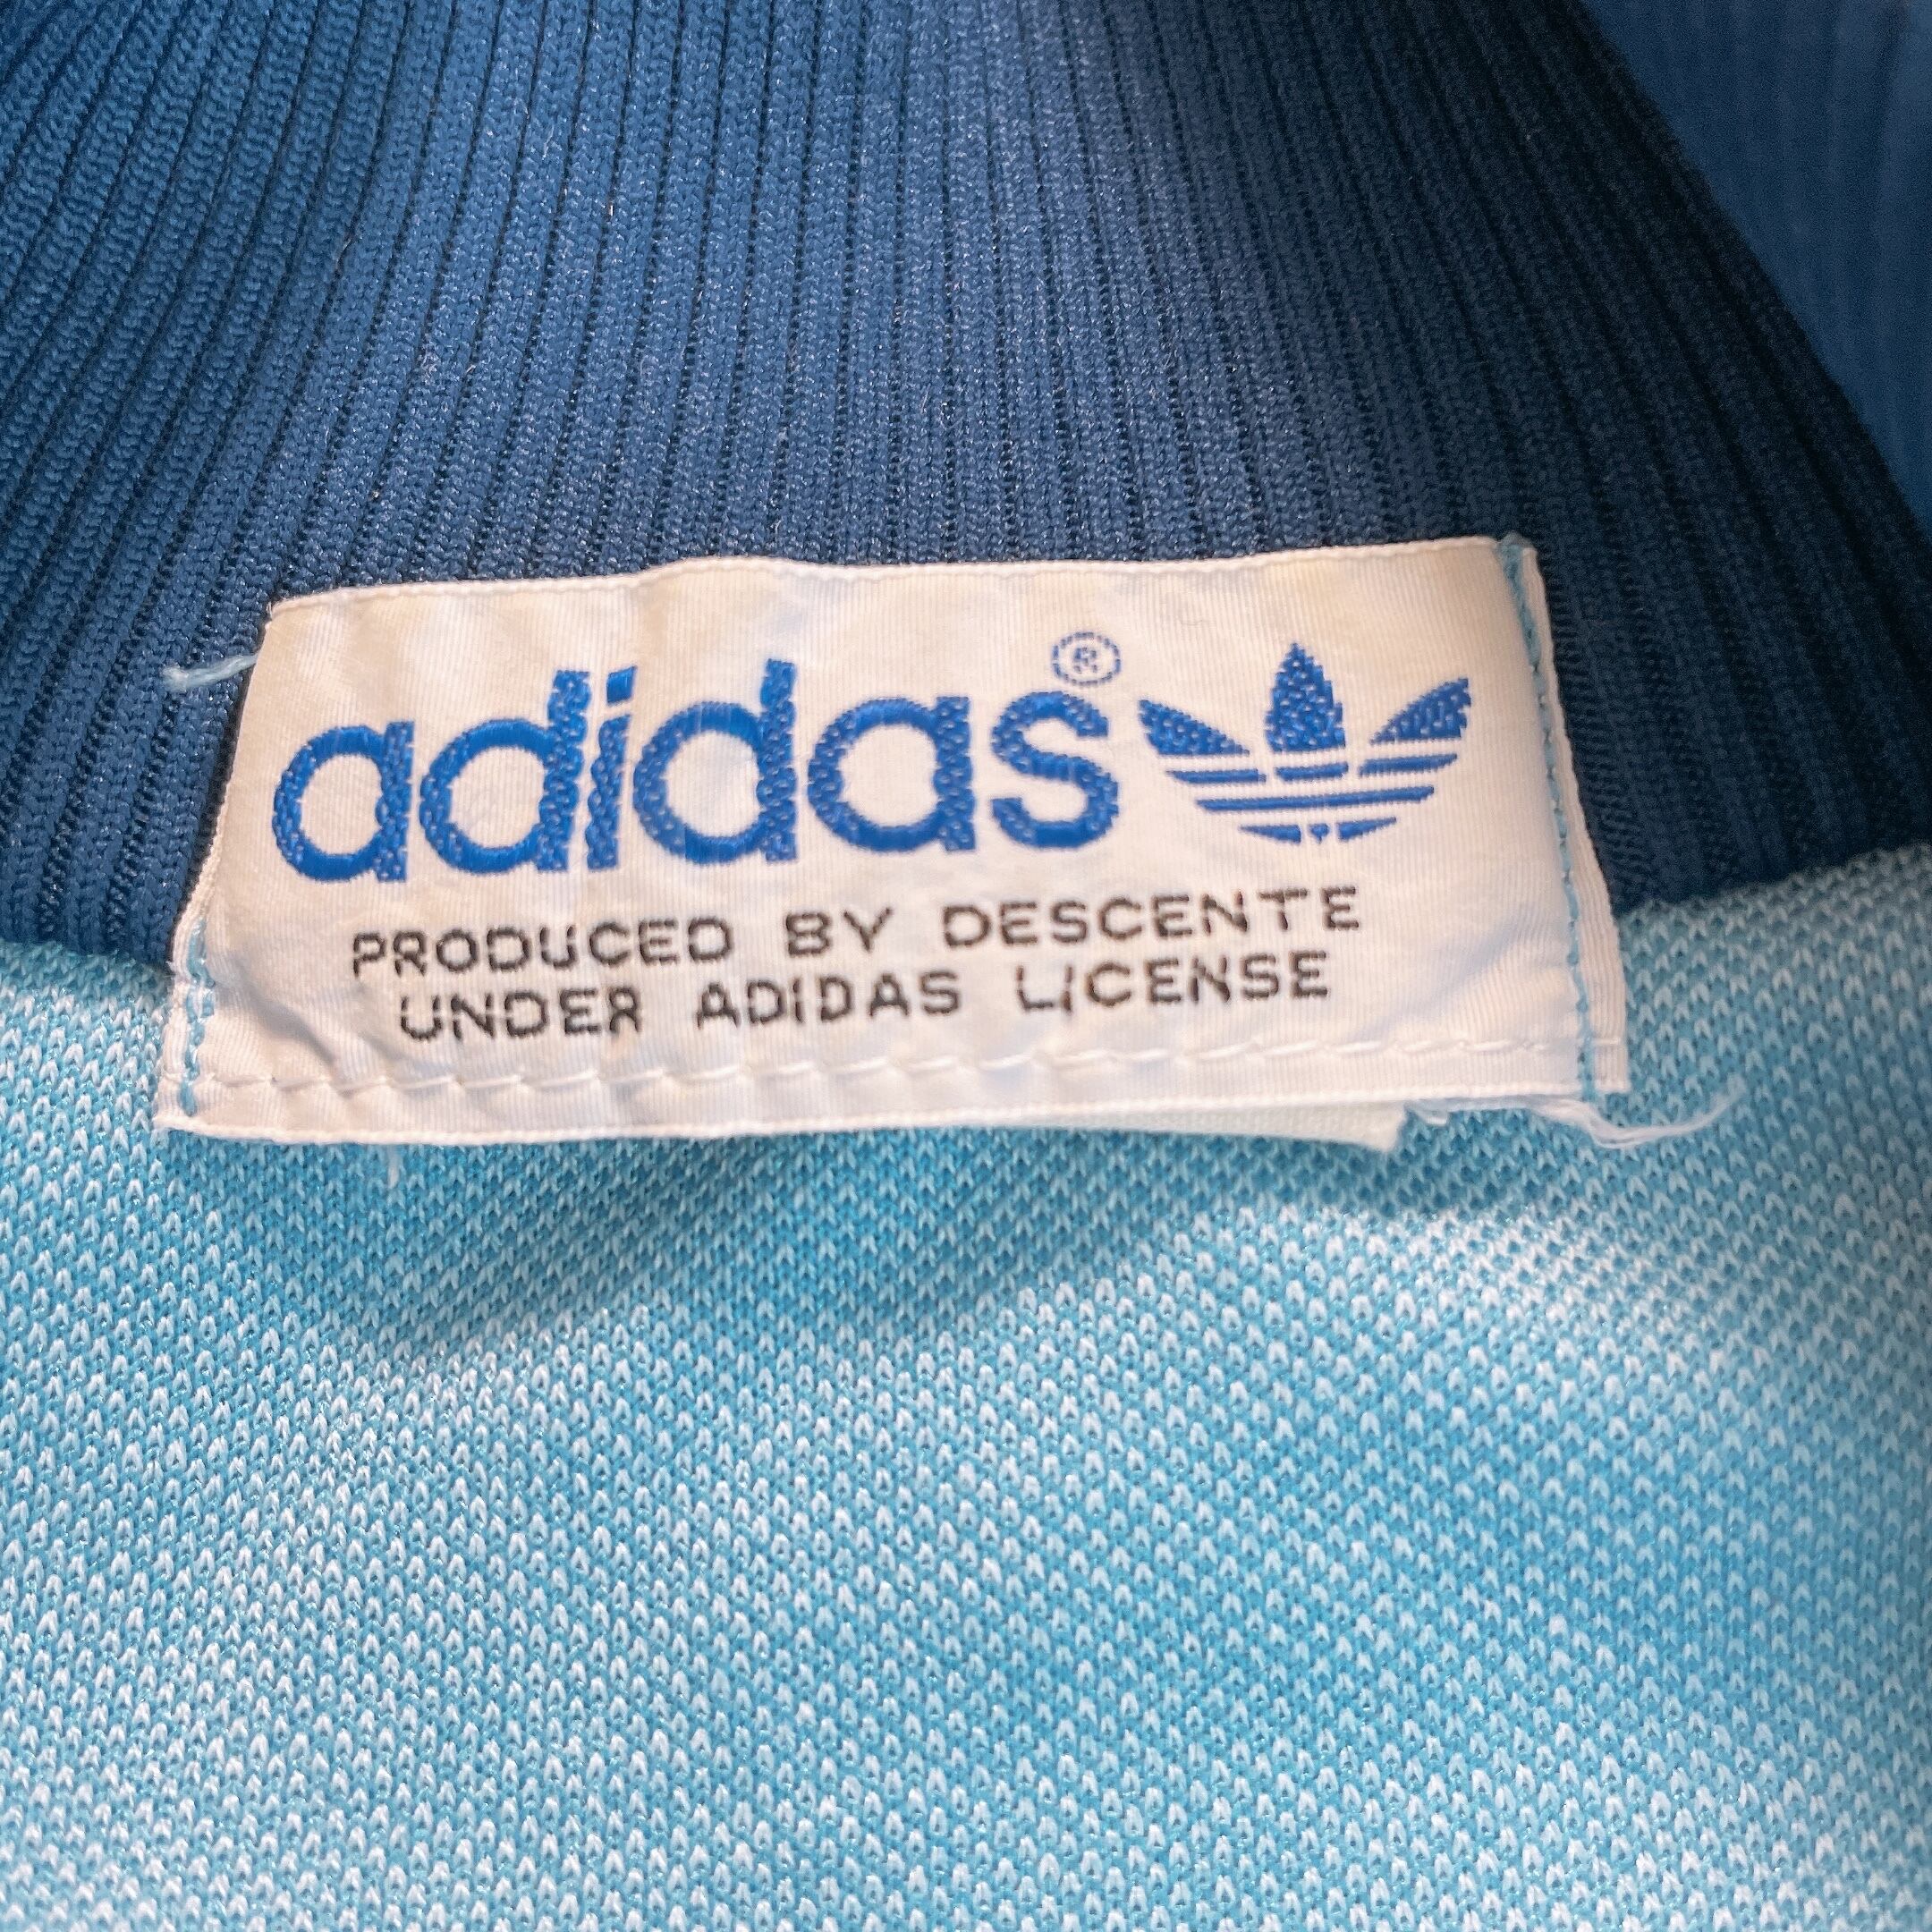 adidas®
PRODUCED BY DESCENTE
UNDER ADIDAS LICENSE